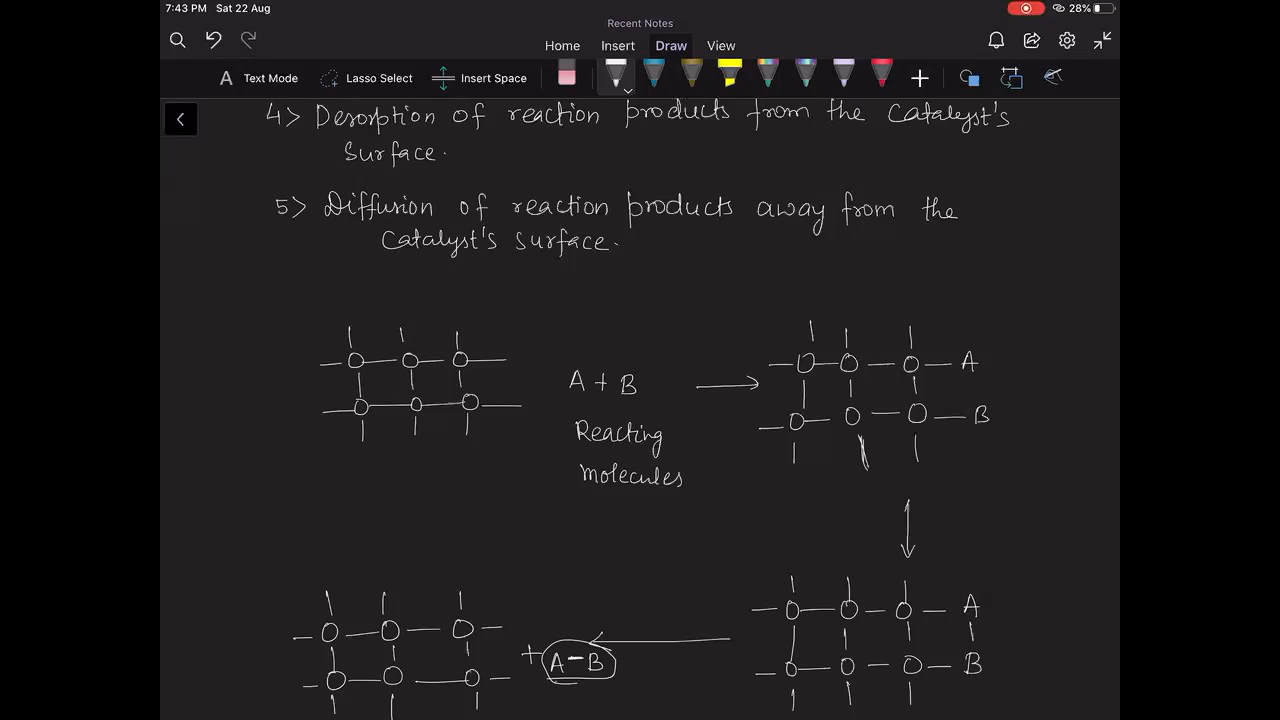 7:43 PM Sat 22 Aug
28%
Recent Notes
Home Insert Draw View
Text Mode Lasso Select Insert Space
4> Desorption of reaction products from the Catalyst's
Surface.
5> Diffusion of reaction products away from the
Catalyst's surface.
A + B
Reacting
molecules
A
B
A
B
+ A-B